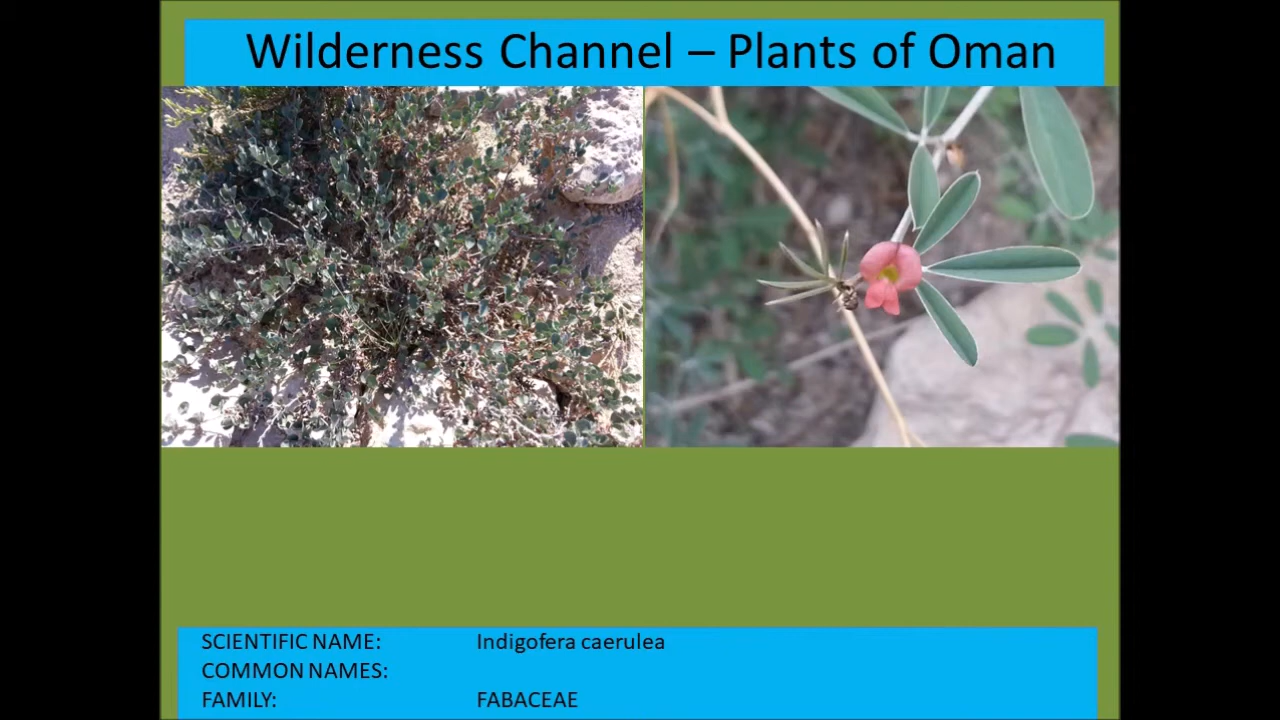 Wilderness Channel – Plants of Oman
SCIENTIFIC NAME: Indigofera caerulea
COMMON NAMES:
FAMILY: FABACEAE